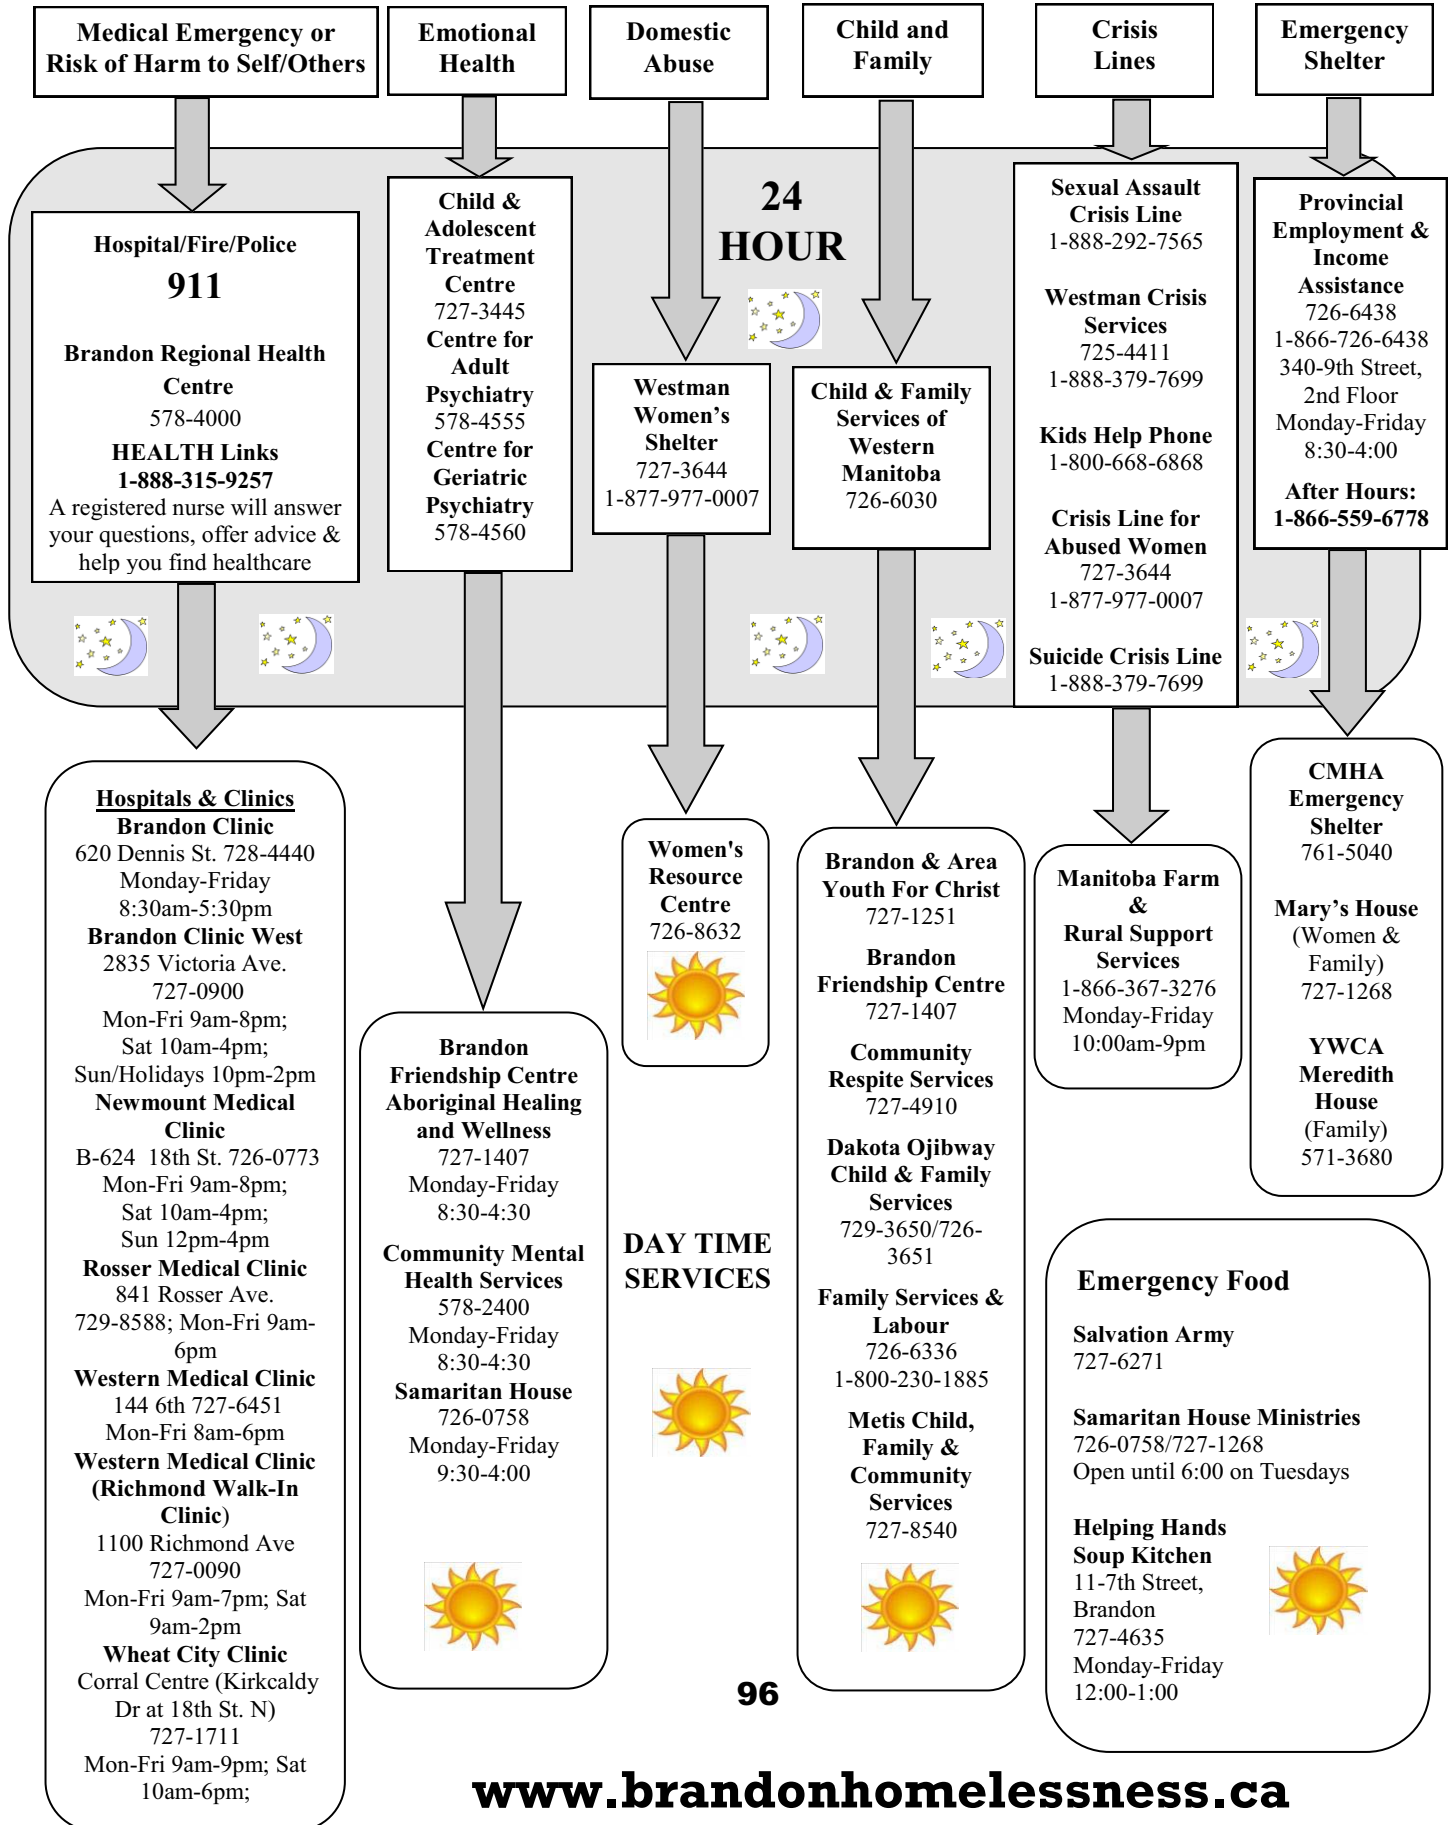 Medical Emergency or
Risk of Harm to Self/Others
Emotional
Health
Domestic
Abuse
Child and
Family
Crisis
Lines
Emergency
Shelter
24
HOUR
Hospital/Fire/Police
911
Brandon Regional Health
Centre
578-4000
HEALTH Links
1-888-315-9257
A registered nurse will answer
your questions, offer advice &
help you find healthcare
Child &
Adolescent
Treatment
Centre
727-3445
Centre for
Adult
Psychiatry
578-4555
Centre for
Geriatric
Psychiatry
578-4560
Westman
Women's
Shelter
727-3644
1-877-977-0007
Child & Family
Services of
Western
Manitoba
726-6030
Sexual Assault
Crisis Line
1-888-292-7565
Westman Crisis
Services
725-4411
1-888-379-7699
Kids Help Phone
1-800-668-6868
Crisis Line for
Abused Women
727-3644
1-877-977-0007
Suicide Crisis Line
1-888-379-7699
Provincial
Employment &
Income
Assistance
726-6438
1-866-726-6438
340-9th Street,
2nd Floor
Monday-Friday
8:30-4:00
After Hours:
1-866-559-6778
Hospitals & Clinics
Brandon Clinic
620 Dennis St. 728-4440
Monday-Friday
8:30am-5:30pm
Brandon Clinic West
2835 Victoria Ave.
727-0900
Mon-Fri 9am-8pm;
Sat 10am-4pm;
Sun/Holidays 10pm-2pm
Newmount Medical
Clinic
B-624 18th St. 726-0773
Mon-Fri 9am-8pm;
Sat 10am-4pm;
Sun 12pm-4pm
Rosser Medical Clinic
841 Rosser Ave.
729-8588; Mon-Fri 9am-
6pm
Western Medical Clinic
144 6th 727-6451
Mon-Fri 8am-6pm
Western Medical Clinic
(Richmond Walk-In
Clinic)
1100 Richmond Ave
727-0090
Mon-Fri 9am-7pm; Sat
9am-2pm
Wheat City Clinic
Corral Centre (Kirkcaldy
Dr at 18th St. N)
727-1711
Mon-Fri 9am-9pm; Sat
10am-6pm;
Brandon
Friendship Centre
Aboriginal Healing
and Wellness
727-1407
Monday-Friday
8:30-4:30
Community Mental
Health Services
578-2400
Monday-Friday
8:30-4:30
Samaritan House
726-0758
Monday-Friday
9:30-4:00
Women's
Resource
Centre
726-8632
DAY TIME
SERVICES
Brandon & Area
Youth For Christ
727-1251
Brandon
Friendship Centre
727-1407
Community
Respite Services
727-4910
Dakota Ojibway
Child & Family
Services
729-3650/726-
3651
Family Services &
Labour
726-6336
1-800-230-1885
Metis Child,
Family &
Community
Services
727-8540
Manitoba Farm
&
Rural Support
Services
1-866-367-3276
Monday-Friday
10:00am-9pm
CMHA
Emergency
Shelter
761-5040
Mary's House
(Women &
Family)
727-1268
YWCA
Meredith
House
(Family)
571-3680
Emergency Food
Salvation Army
727-6271
Samaritan House Ministries
726-0758/727-1268
Open until 6:00 on Tuesdays
Helping Hands
Soup Kitchen
11-7th Street,
Brandon
727-4635
Monday-Friday
12:00-1:00
96
www.brandonhomelessness.ca